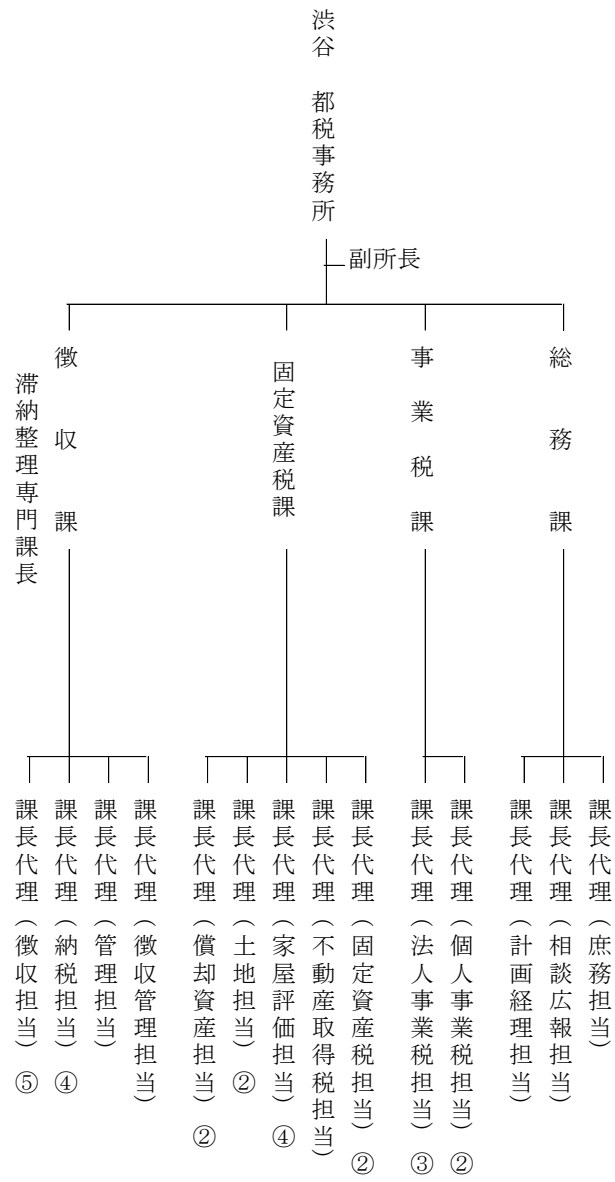 渋谷 都税事務所
副所長
総務課
事業税課
固定資産税課
徴収課
滞納整理専門課長
課長代理（庶務担当）
課長代理（相談広報担当）
課長代理（計画経理担当）
課長代理（個人事業税担当）②
課長代理（法人事業税担当）③
課長代理（固定資産税担当）②
課長代理（不動産取得税担当）
課長代理（家屋評価担当）④
課長代理（土地担当）②
課長代理（償却資産担当）②
課長代理（徴収管理担当）
課長代理（管理担当）
課長代理（納税担当）④
課長代理（徴収担当）⑤